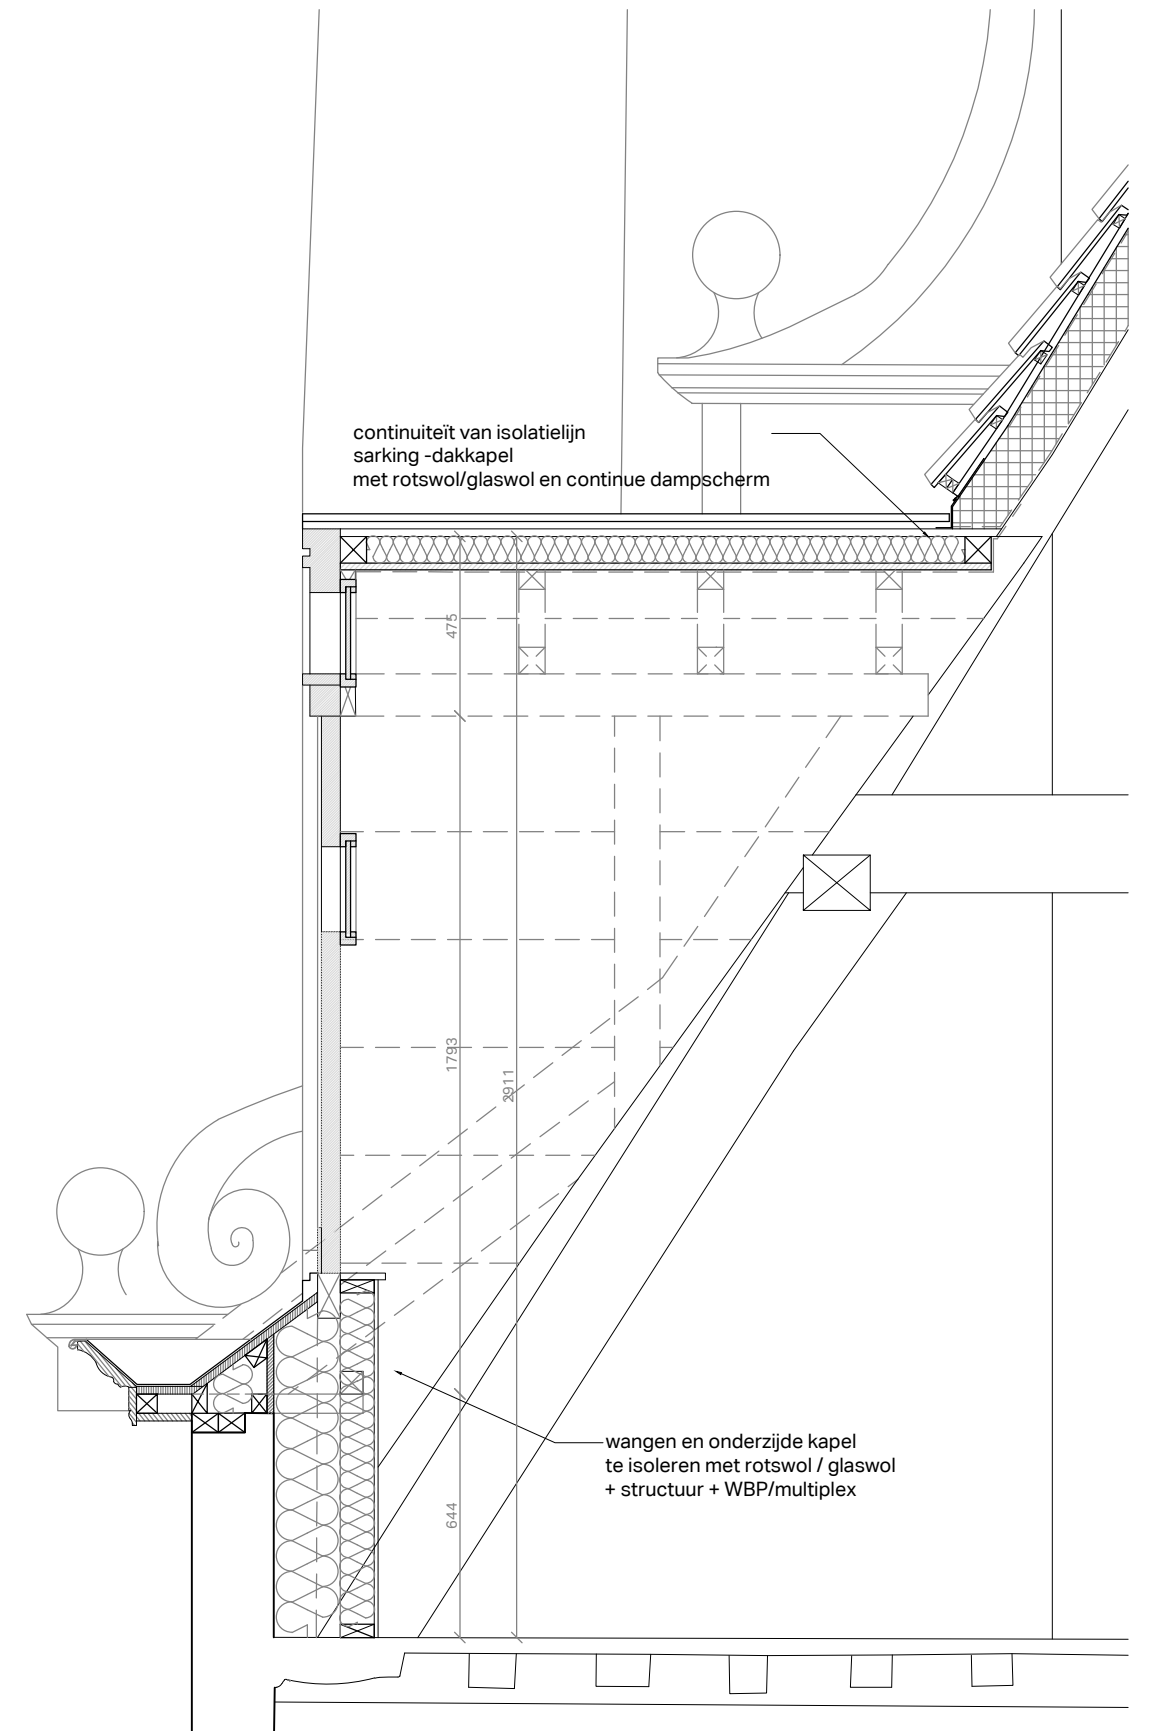 continuiteït van isolatielijn
sarking -dakkapel
met rotswol/glaswol en continue dampscherm
475
1793
2911
wangen en onderzijde kapel
te isoleren met rotswol / glaswol
+ structuur + WBP/multiplex
644